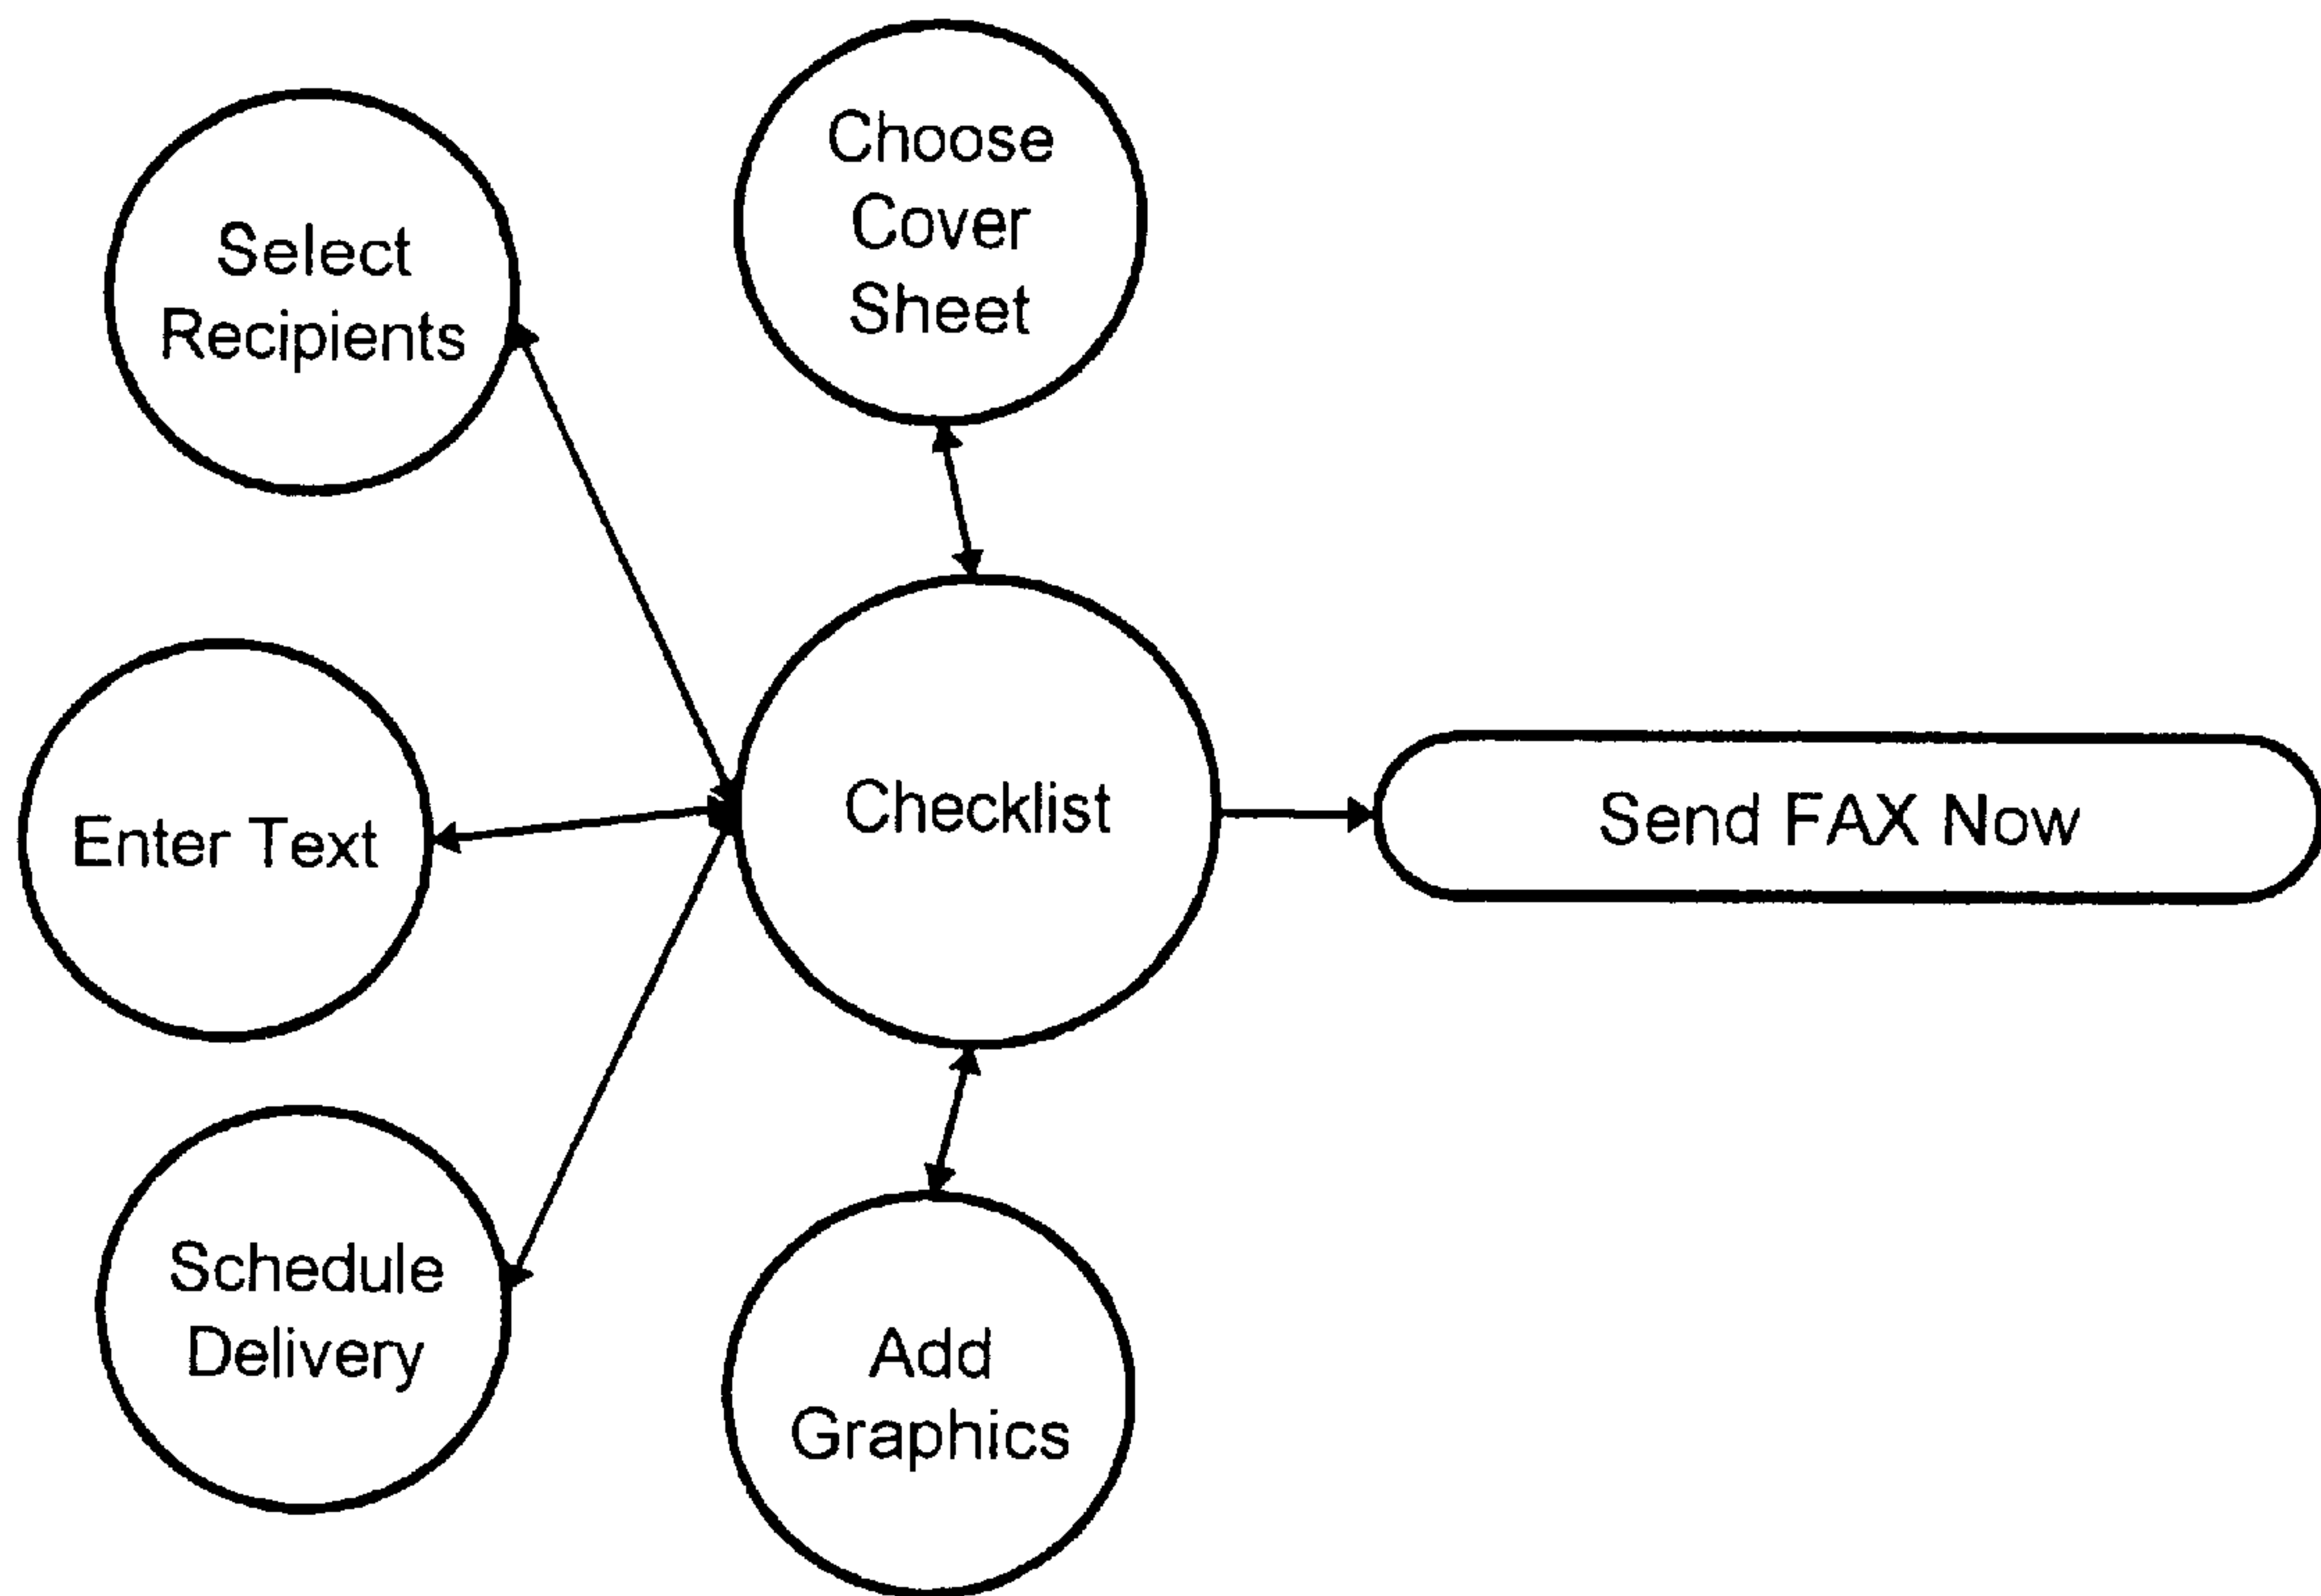 Choose
Cover
Sheet
Select
Recipients
Checklist
Send FAX Now
Enter Text
Schedule
Delivery
Add
Graphics